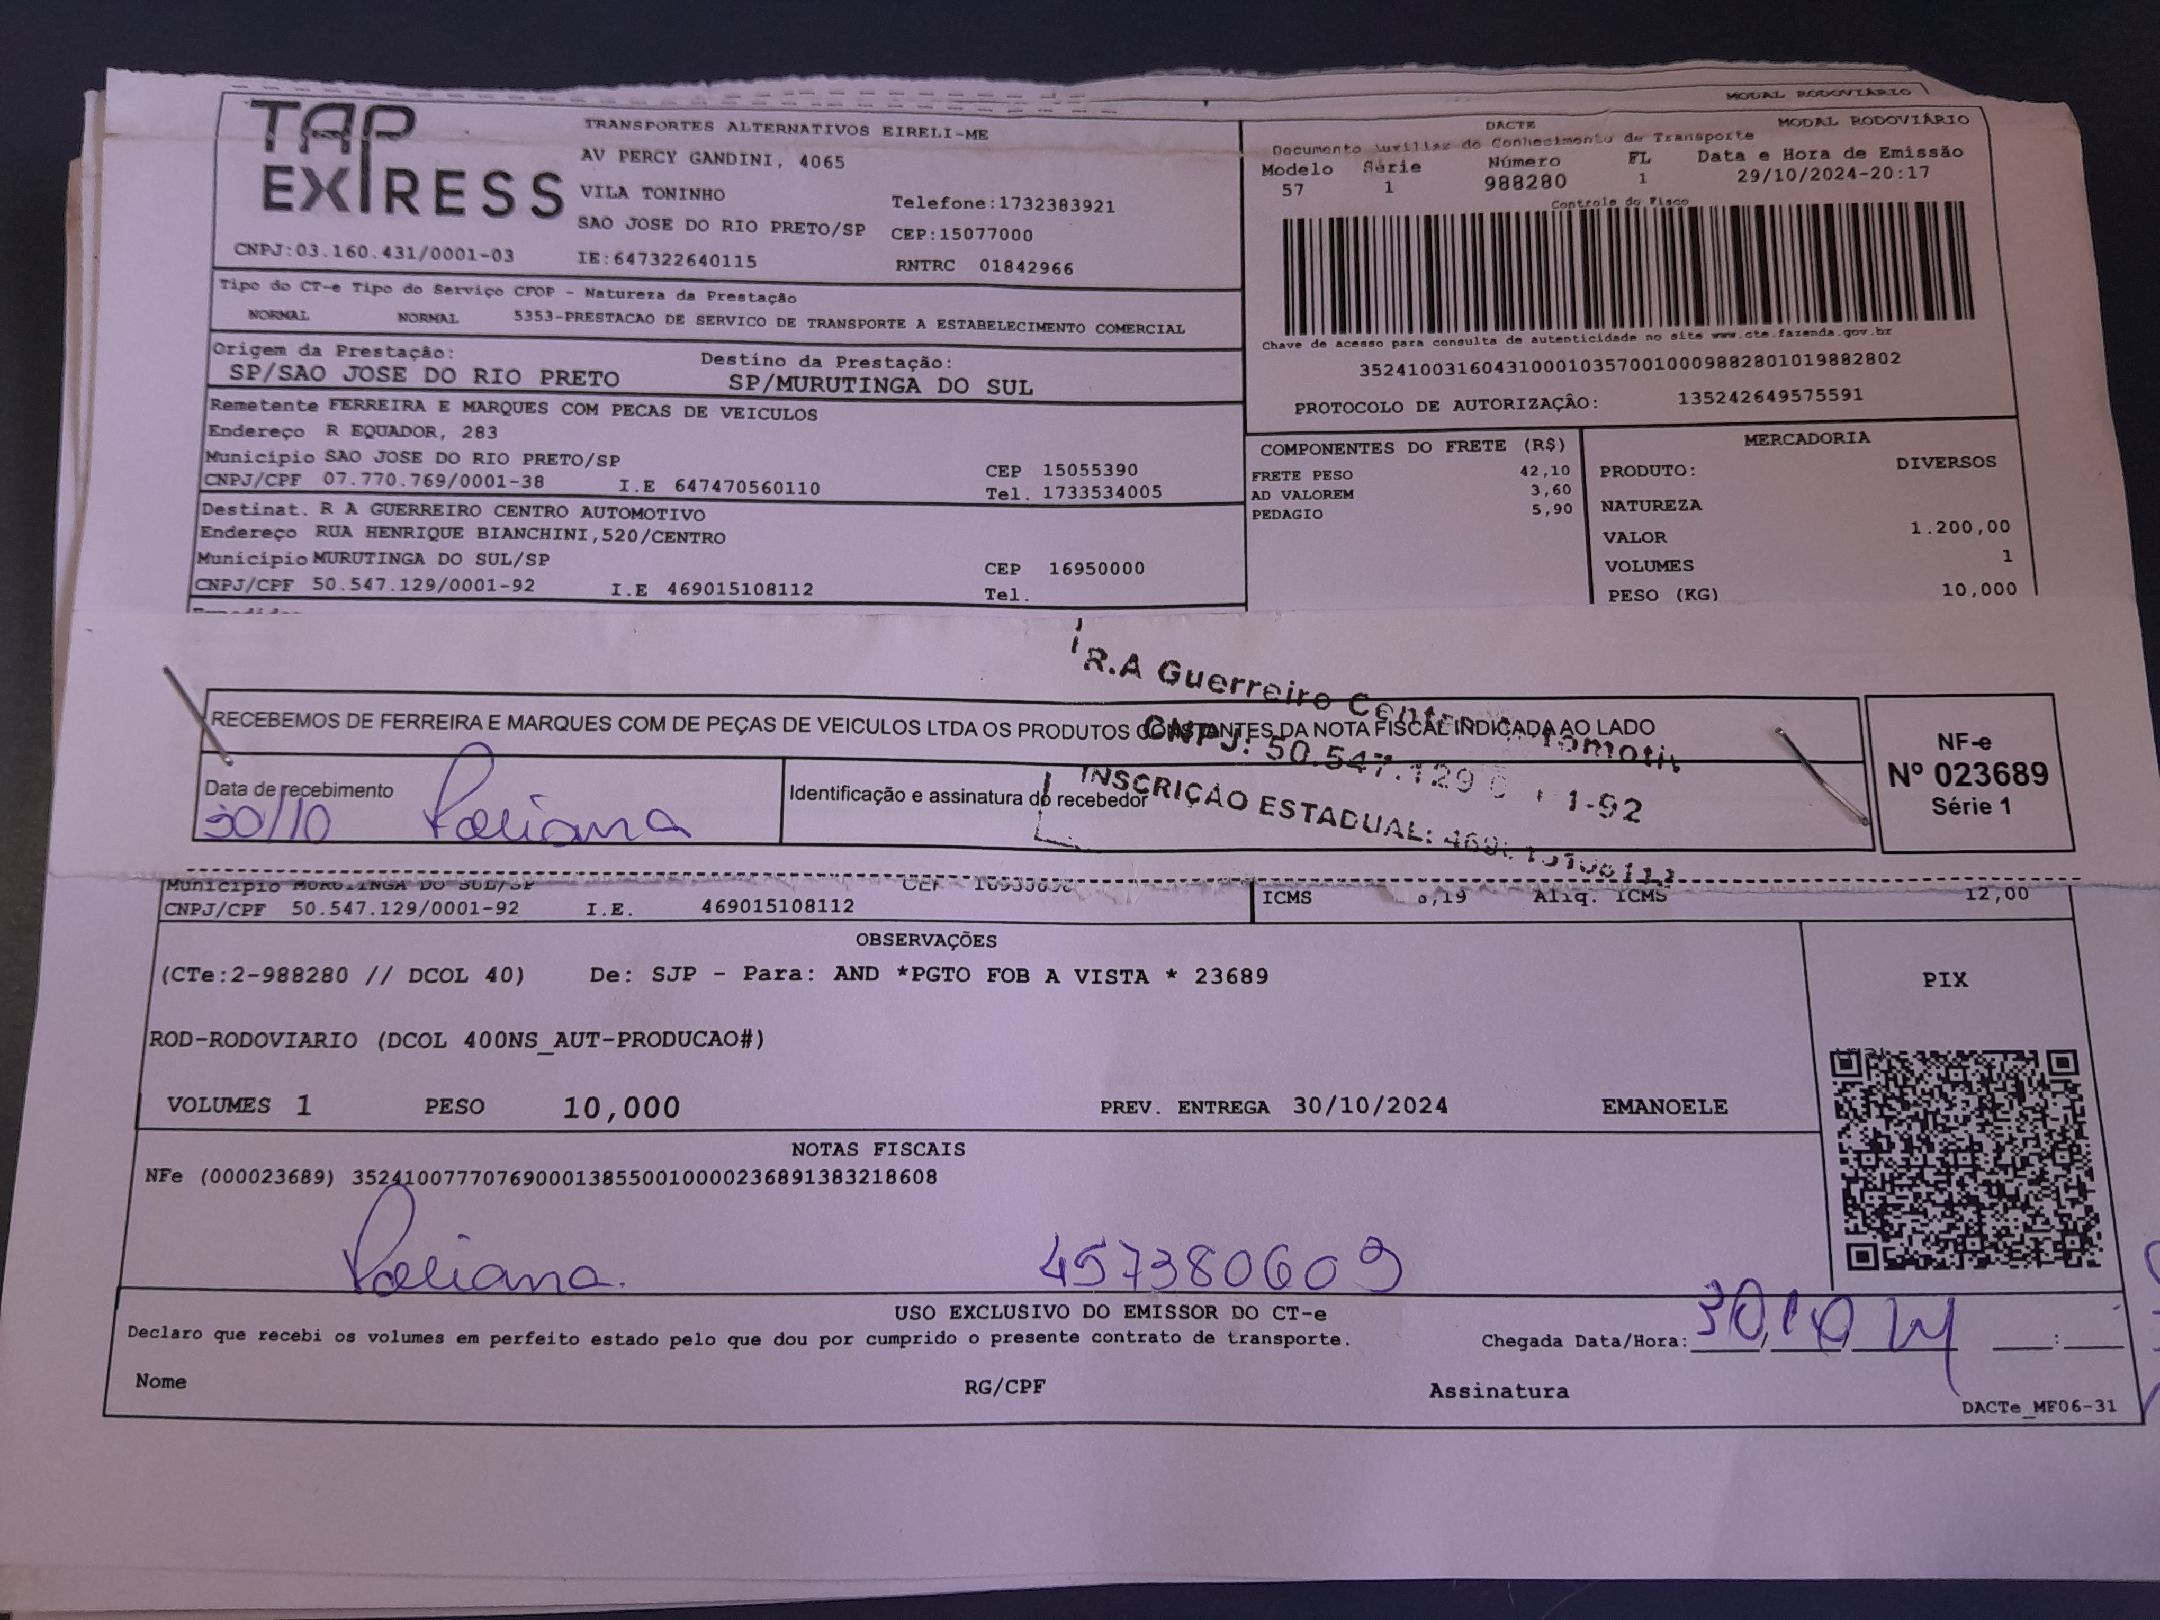 MODAL RODOVIÁRIO
TAP EXPRESS
TRANSPORTES ALTERNATIVOS EIRELI-ME
AV PERCY GANDINI, 4065
VILA TONINHO
Telefone:1732383921
SAO JOSE DO RIO PRETO/SP CEP:15077000
CNPJ:03.160.431/0001-03 IE:647322640115 RNTRC 01842966
DACTE MODAL RODOVIÁRIO
Documento Auxiliar do Conhecimento de Transporte
Modelo Série Número FL Data e Hora de Emissão
57 1 988280 1 29/10/2024-20:17
Controle do Fisco
Chave de acesso para consulta de autenticidade no site www.cte.fazenda.gov.br
35241003160431000103570010009882801019882802
PROTOCOLO DE AUTORIZAÇÃO: 135242649575591
Tipo do CT-e Tipo do Serviço CFOP - Natureza da Prestação
NORMAL NORMAL 5353-PRESTACAO DE SERVICO DE TRANSPORTE A ESTABELECIMENTO COMERCIAL
Origem da Prestação: Destino da Prestação:
SP/SAO JOSE DO RIO PRETO SP/MURUTINGA DO SUL
Remetente FERREIRA E MARQUES COM PECAS DE VEICULOS
Endereço R EQUADOR, 283
Município SAO JOSE DO RIO PRETO/SP CEP 15055390
CNPJ/CPF 07.770.769/0001-38 I.E 647470560110 Tel. 1733534005
Destinat. R A GUERREIRO CENTRO AUTOMOTIVO
Endereço RUA HENRIQUE BIANCHINI,520/CENTRO
Município MURUTINGA DO SUL/SP CEP 16950000
CNPJ/CPF 50.547.129/0001-92 I.E 469015108112 Tel.
COMPONENTES DO FRETE (R$)
FRETE PESO 42,10
AD VALOREM 3,60
PEDAGIO 5,90
MERCADORIA
PRODUTO: DIVERSOS
NATUREZA
VALOR 1.200,00
VOLUMES 1
PESO (KG) 10,000
R.A Guerreiro Centro Automotiv
CNPJ: 50.547.129 1-92
INSCRIÇÃO ESTADUAL:
RECEBEMOS DE FERREIRA E MARQUES COM DE PEÇAS DE VEICULOS LTDA OS PRODUTOS CONSTANTES DA NOTA FISCAL INDICADA AO LADO
Data de recebimento
30/10 Poliana
Identificação e assinatura do recebedor
NF-e
Nº 023689
Série 1
Município MURUTINGA DO SUL/SP CEP
CNPJ/CPF 50.547.129/0001-92 I.E. 469015108112
ICMS 6,19 Aliq. ICMS 12,00
OBSERVAÇÕES
(CTe:2-988280 // DCOL 40) De: SJP - Para: AND *PGTO FOB A VISTA * 23689
ROD-RODOVIARIO (DCOL 400NS_AUT-PRODUCAO#)
VOLUMES 1 PESO 10,000 PREV. ENTREGA 30/10/2024 EMANOELE
PIX
NOTAS FISCAIS
NFe (000023689) 35241007770769000138550010000236891383218608
Poliana. 457380609
USO EXCLUSIVO DO EMISSOR DO CT-e
Declaro que recebi os volumes em perfeito estado pelo que dou por cumprido o presente contrato de transporte.
Chegada Data/Hora: 30,10 24 :
Nome RG/CPF Assinatura
DACTe_MF06-31